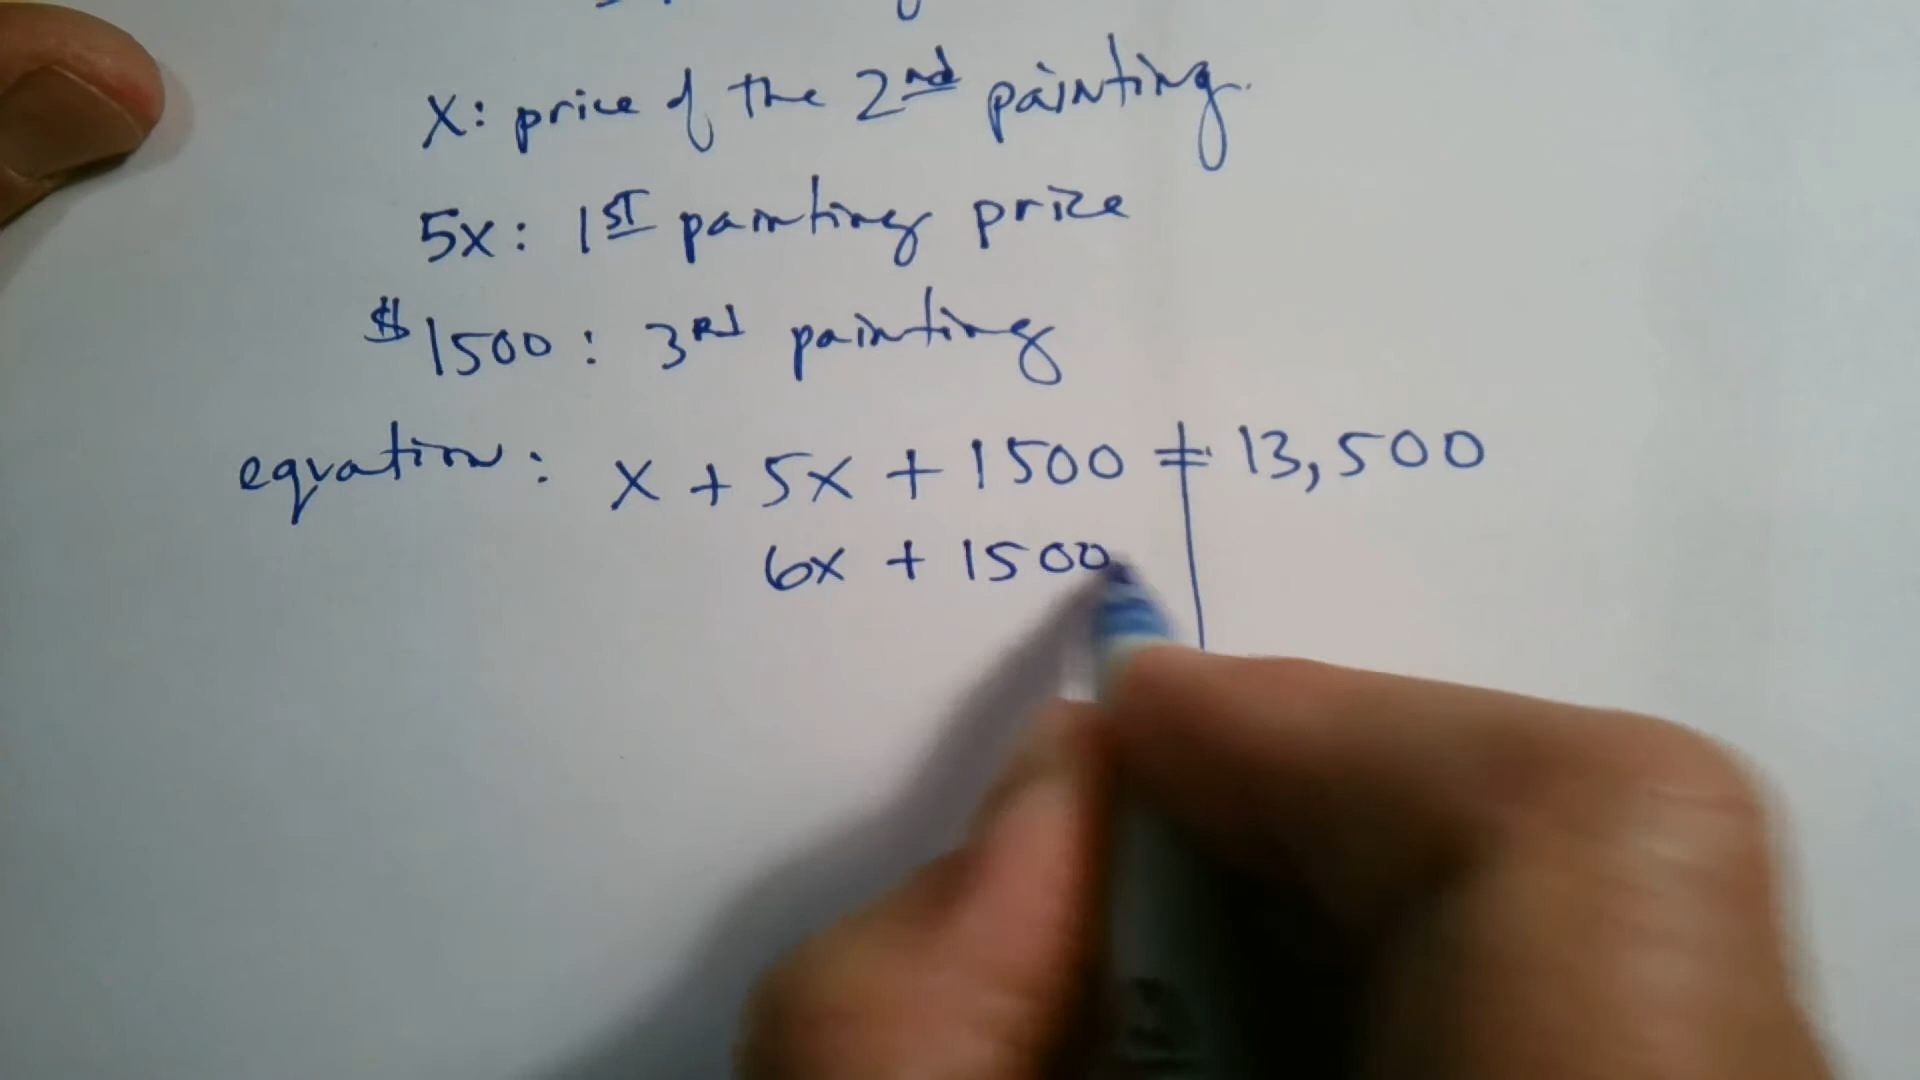 x: price of the 2nd painting.
5x: 1ST painting price
$1500: 3Rd painting
equation: x + 5x + 1500 = 13,500
6x + 1500